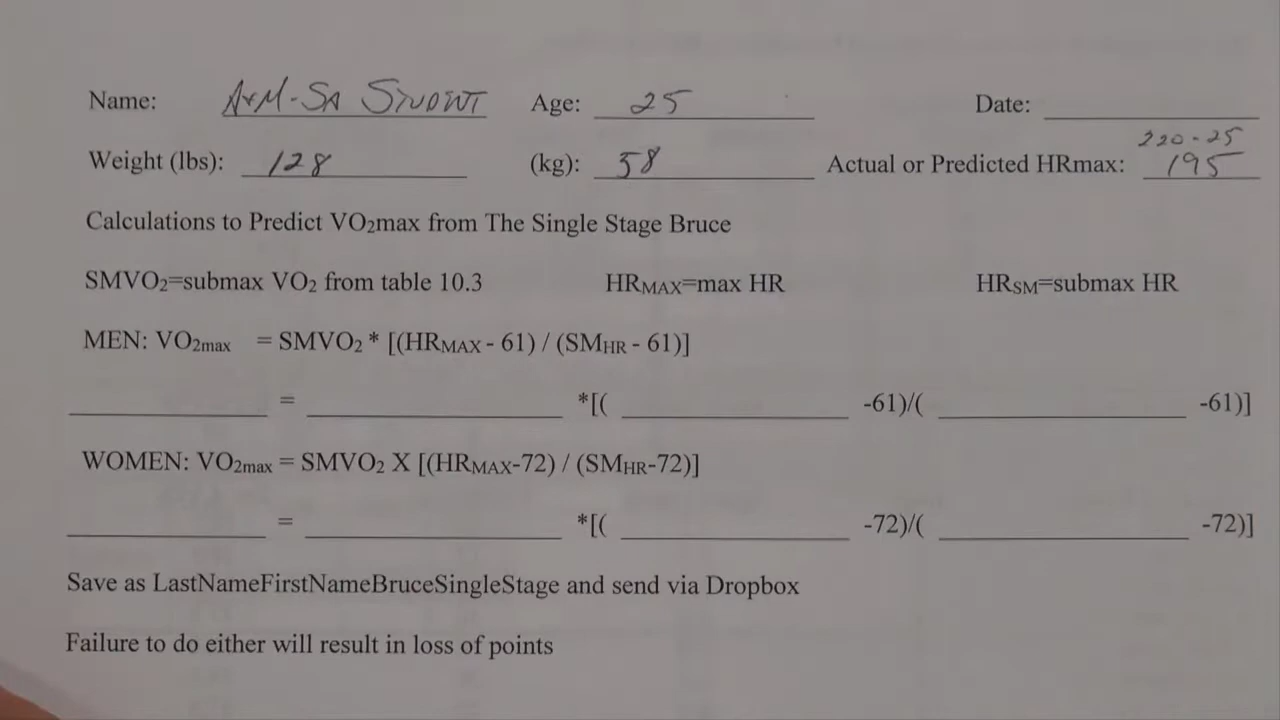 Name: A+M-SA STUDENT Age: 25 Date:
220-25
Weight (lbs): 128 (kg): 58 Actual or Predicted HRmax: 195
Calculations to Predict VO2max from The Single Stage Bruce
SMVO2=submax VO2 from table 10.3 HRMAX=max HR HRSM=submax HR
MEN: VO2max = SMVO2 * [(HRMAX - 61) / (SMHR - 61)]
= *[( -61)/( -61)]
WOMEN: VO2max = SMVO2 X [(HRMAX-72) / (SMHR-72)]
= *[( -72)/( -72)]
Save as LastNameFirstNameBruceSingleStage and send via Dropbox
Failure to do either will result in loss of points